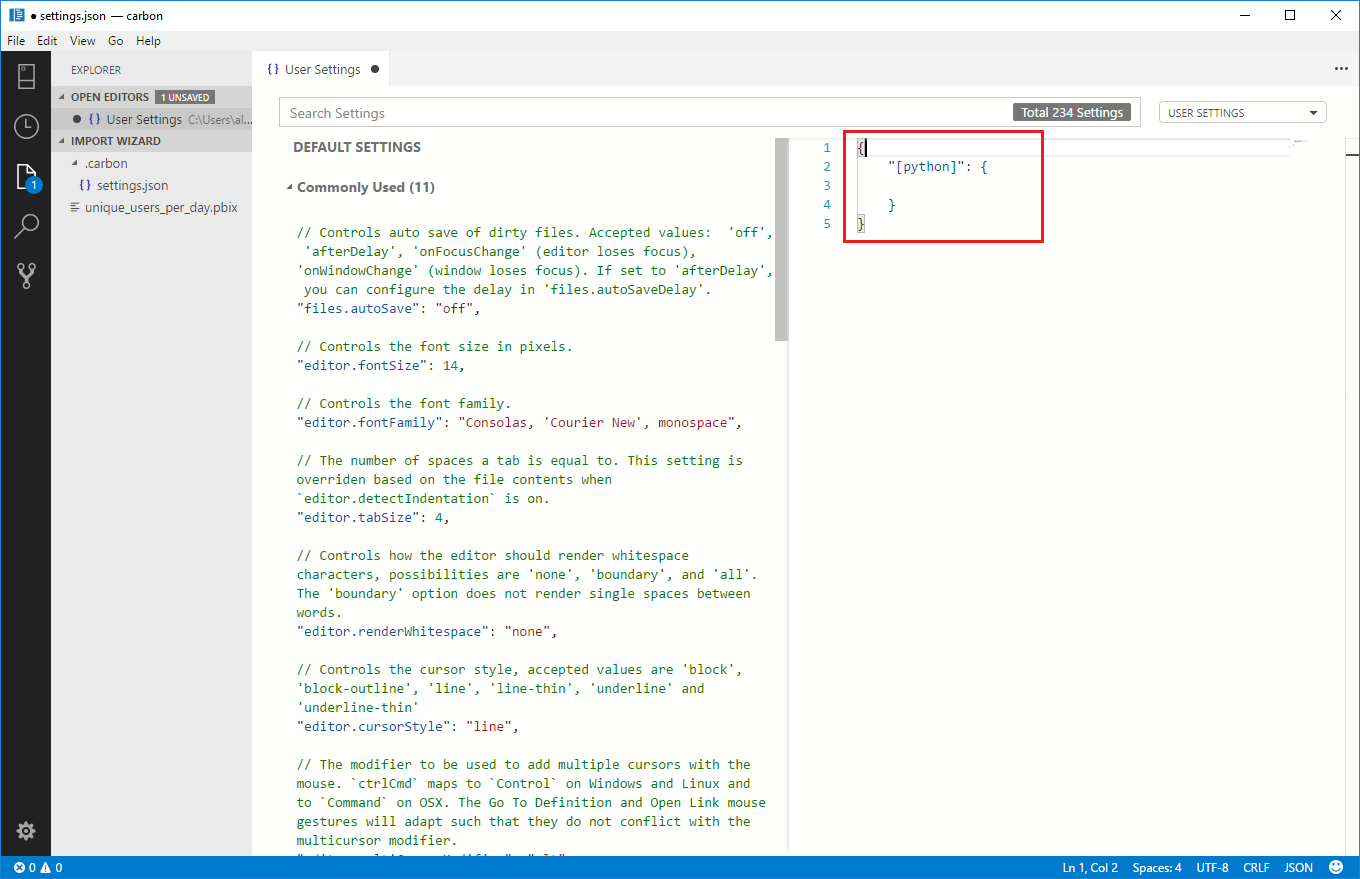 ● settings.json — carbon
File Edit View Go Help
EXPLORER
OPEN EDITORS 1 UNSAVED
● {} User Settings C:\Users\al...
IMPORT WIZARD
.carbon
{} settings.json
unique_users_per_day.pbix
1
{} User Settings ●
...
Search Settings Total 234 Settings
USER SETTINGS
DEFAULT SETTINGS
Commonly Used (11)
// Controls auto save of dirty files. Accepted values:  'off',
'afterDelay', 'onFocusChange' (editor loses focus),
'onWindowChange' (window loses focus). If set to 'afterDelay',
you can configure the delay in 'files.autoSaveDelay'.
"files.autoSave": "off",
// Controls the font size in pixels.
"editor.fontSize": 14,
// Controls the font family.
"editor.fontFamily": "Consolas, 'Courier New', monospace",
// The number of spaces a tab is equal to. This setting is
overriden based on the file contents when
`editor.detectIndentation` is on.
"editor.tabSize": 4,
// Controls how the editor should render whitespace
characters, possibilities are 'none', 'boundary', and 'all'.
The 'boundary' option does not render single spaces between
words.
"editor.renderWhitespace": "none",
// Controls the cursor style, accepted values are 'block',
'block-outline', 'line', 'line-thin', 'underline' and
'underline-thin'
"editor.cursorStyle": "line",
// The modifier to be used to add multiple cursors with the
mouse. `ctrlCmd` maps to `Control` on Windows and Linux and
to `Command` on OSX. The Go To Definition and Open Link mouse
gestures will adapt such that they do not conflict with the
multicursor modifier.
1 {
2 "[python]": {
3
4 }
5 }
0 0
Ln 1, Col 2 Spaces: 4 UTF-8 CRLF JSON